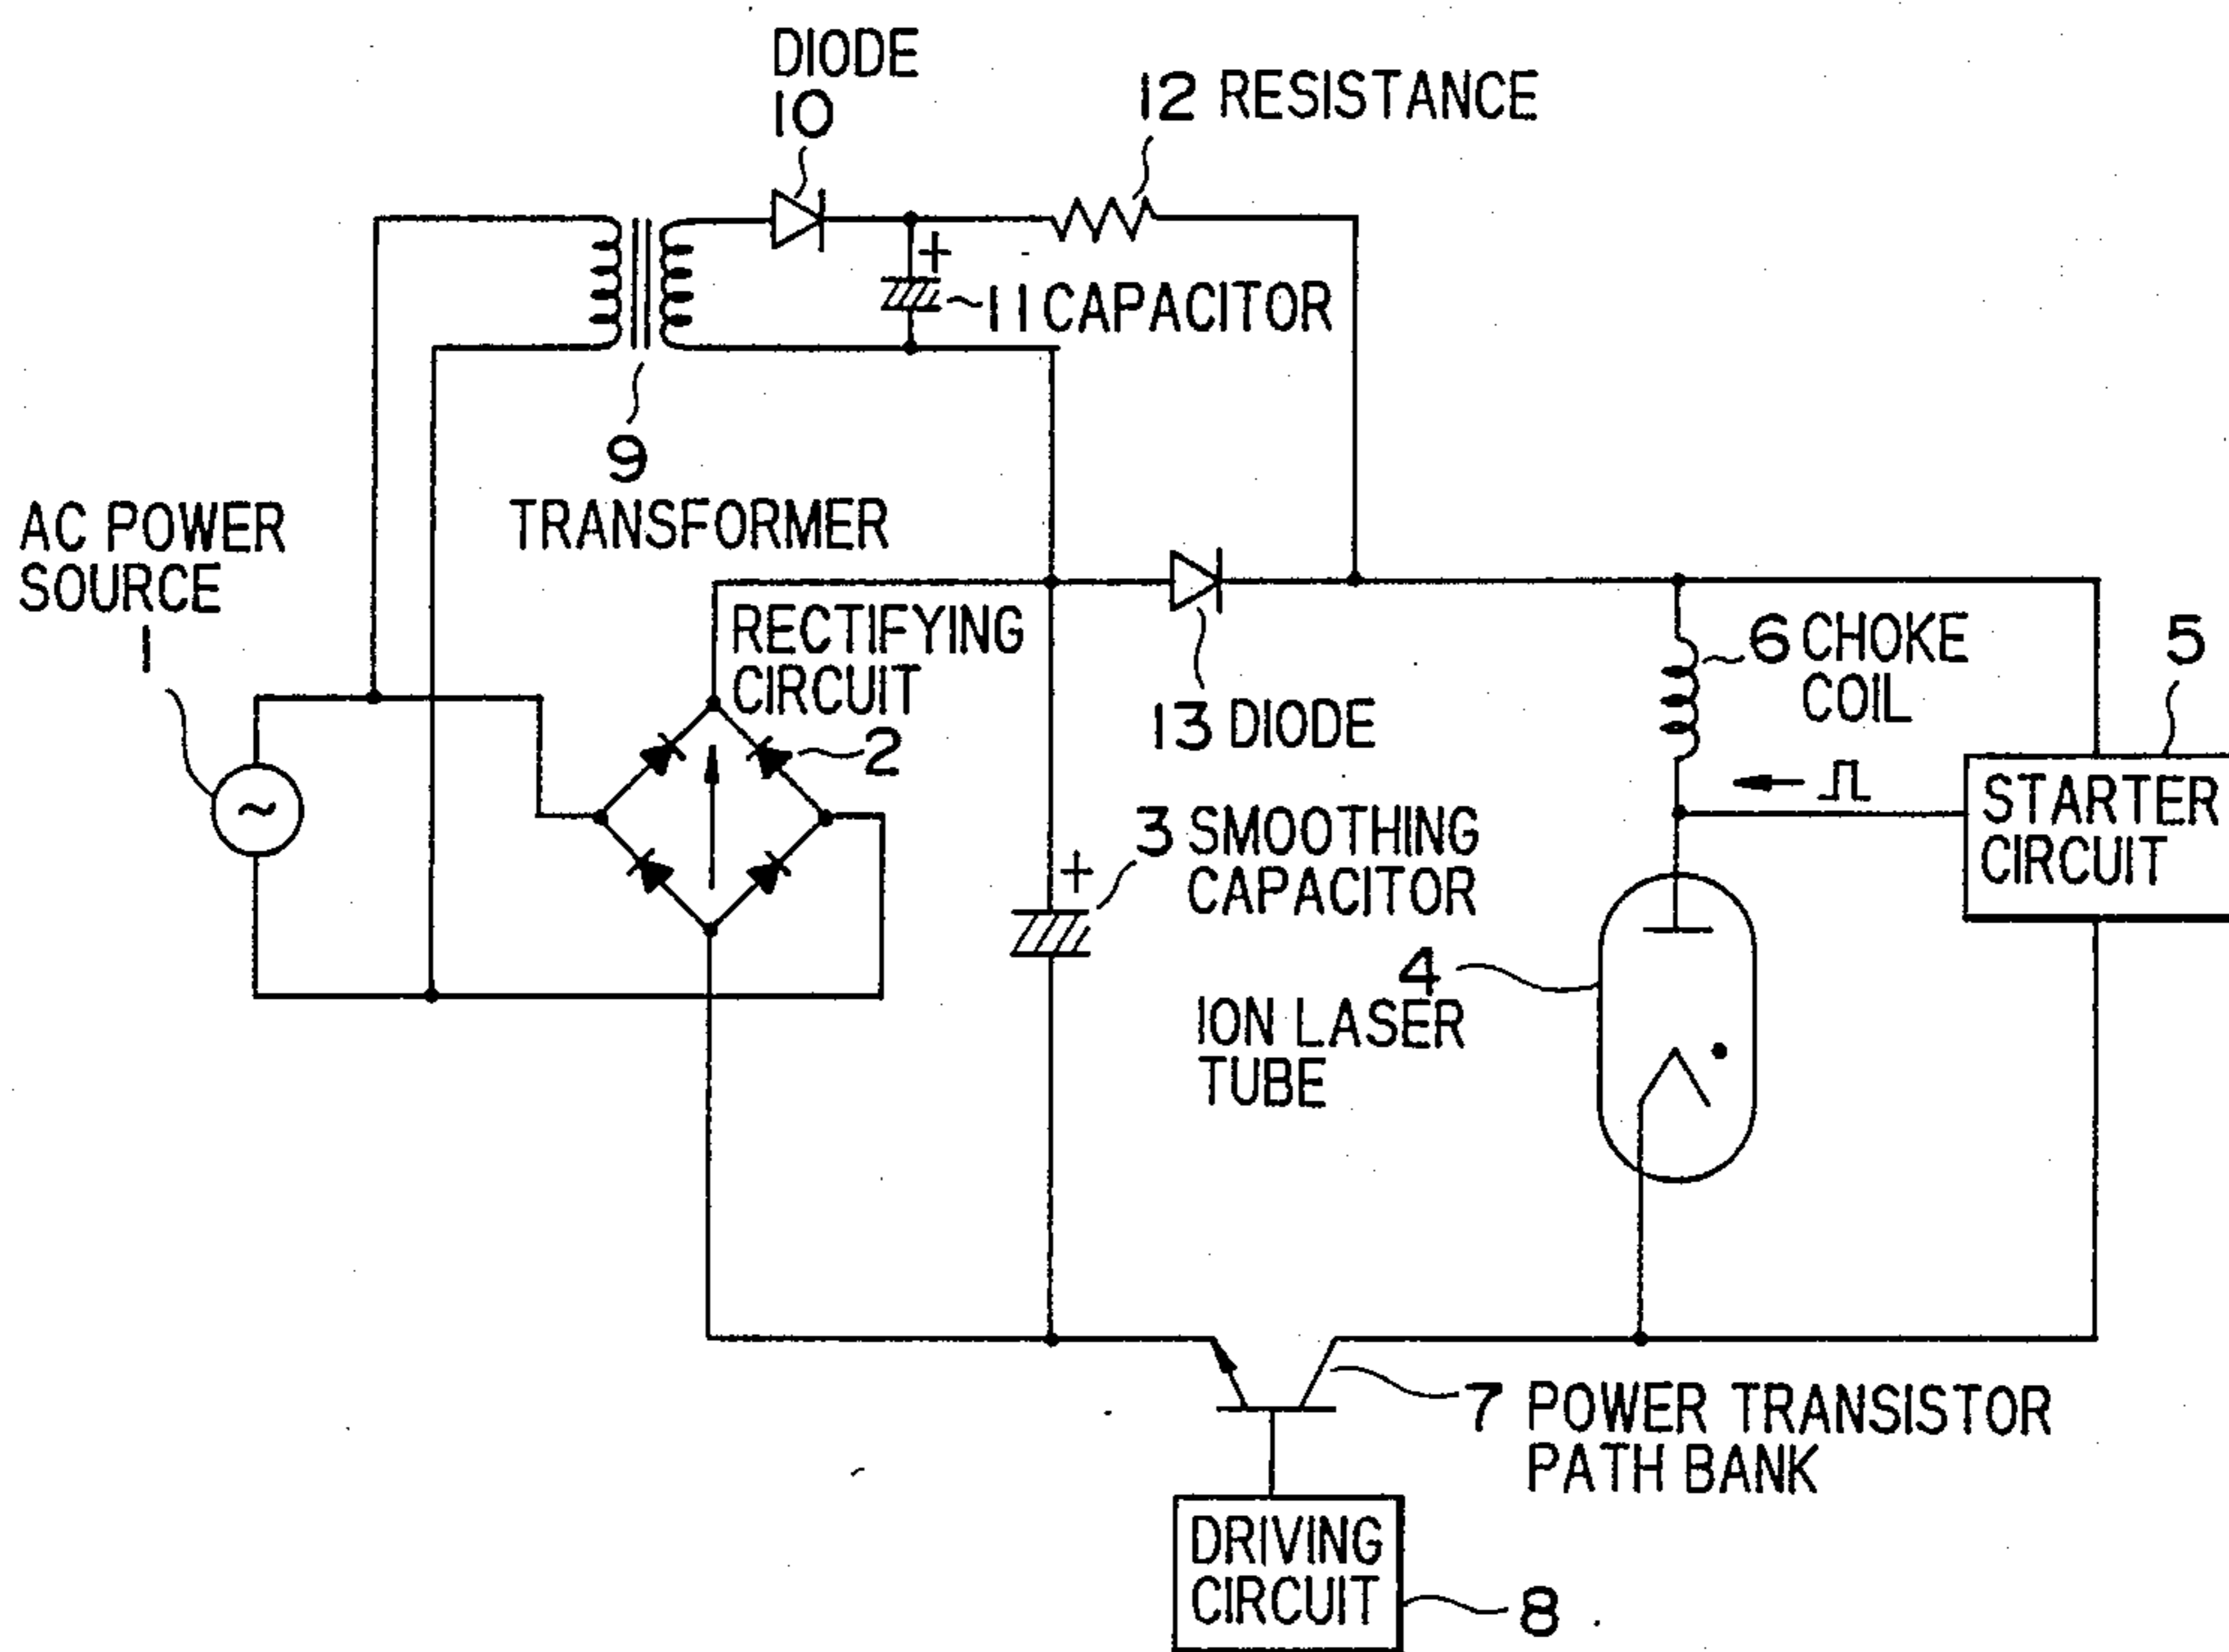 DIODE
10
12 RESISTANCE
+
11 CAPACITOR
9
TRANSFORMER
AC POWER
SOURCE
1
RECTIFYING
CIRCUIT
2
13 DIODE
6 CHOKE
COIL
5
STARTER
CIRCUIT
+
3 SMOOTHING
CAPACITOR
~
4
ION LASER
TUBE
7 POWER TRANSISTOR
PATH BANK
DRIVING
CIRCUIT
8